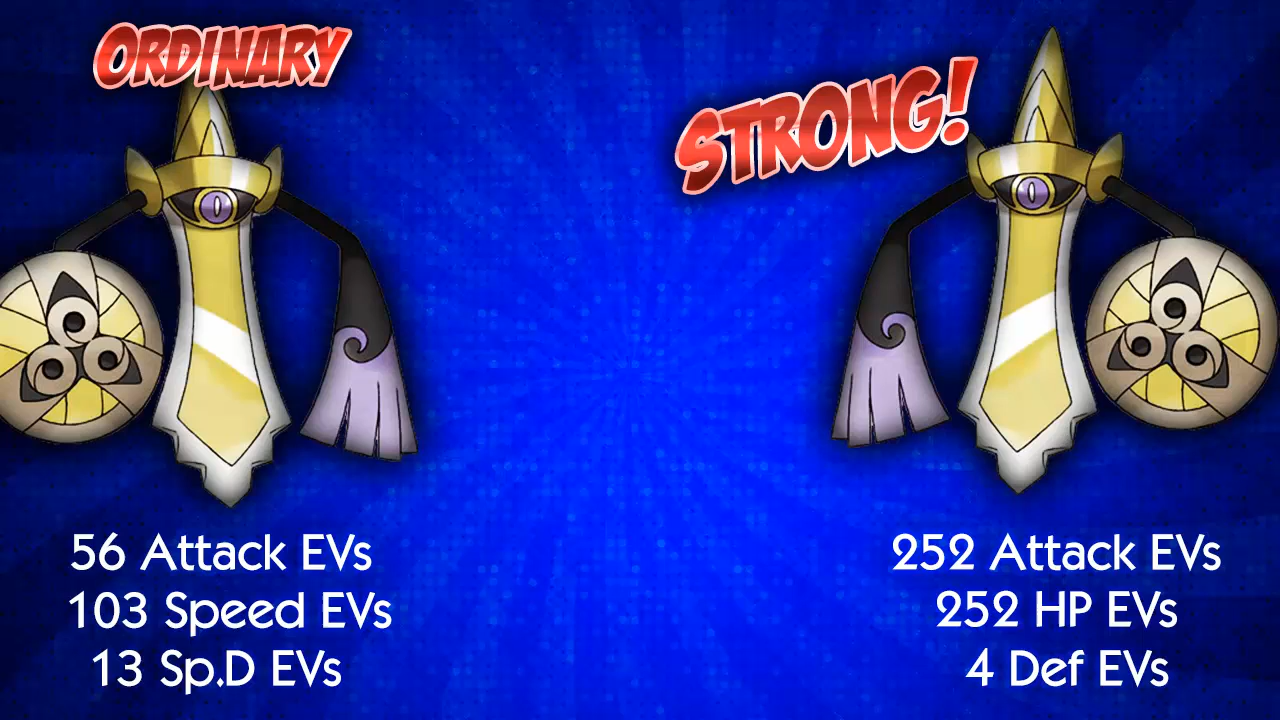 ORDINARY
56 Attack EVs
103 Speed EVs
13 Sp.D EVs
STRONG!
252 Attack EVs
252 HP EVs
4 Def EVs